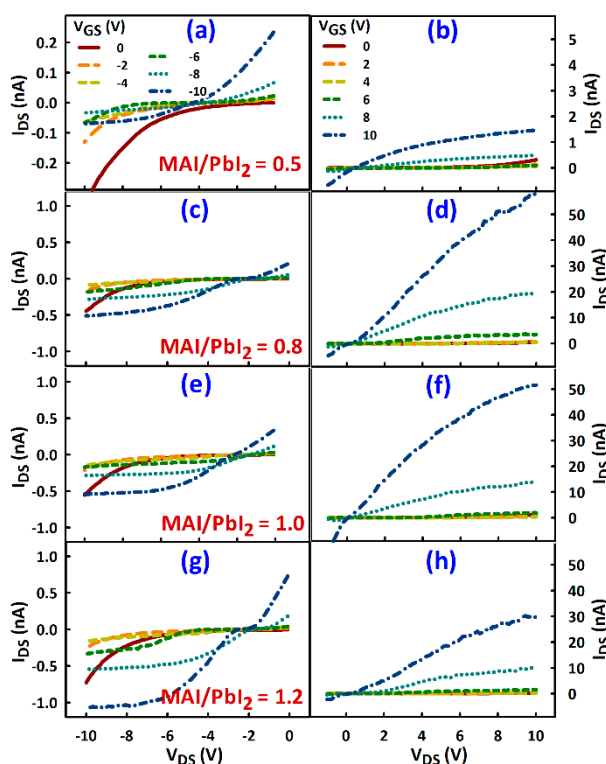 (a)
V_GS (V)
0
-2
-4
-6
-8
-10
0.2
0.1
0.0
-0.1
-0.2
I_DS (nA)
MAI/PbI₂ = 0.5
(b)
V_GS (V)
0
2
4
6
8
10
5
4
3
2
1
0
I_DS (nA)
(c)
1.0
0.5
0.0
-0.5
-1.0
I_DS (nA)
MAI/PbI₂ = 0.8
(d)
50
40
30
20
10
0
I_DS (nA)
(e)
1.0
0.5
0.0
-0.5
-1.0
I_DS (nA)
MAI/PbI₂ = 1.0
(f)
50
40
30
20
10
0
I_DS (nA)
(g)
1.0
0.5
0.0
-0.5
-1.0
I_DS (nA)
MAI/PbI₂ = 1.2
-10 -8 -6 -4 -2 0
V_DS (V)
(h)
50
40
30
20
10
0
I_DS (nA)
0 2 4 6 8 10
V_DS (V)